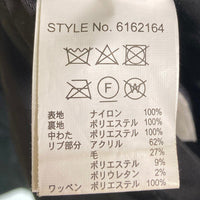 STYLE No. 6162164
F
表地 ナイロン 100%
裏地 ポリエステル 100%
中わた ポリエステル 100%
リブ部分 アクリル 62%
毛 27%
ポリエステル 9%
ポリウレタン 2%
ワッペン ポリエステル 100%